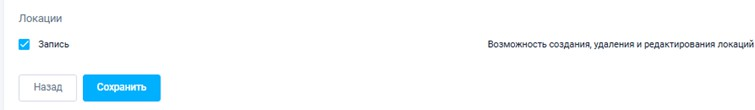 Локации
Запись Возможность создания, удаления и редактирования локаций
Назад Сохранить